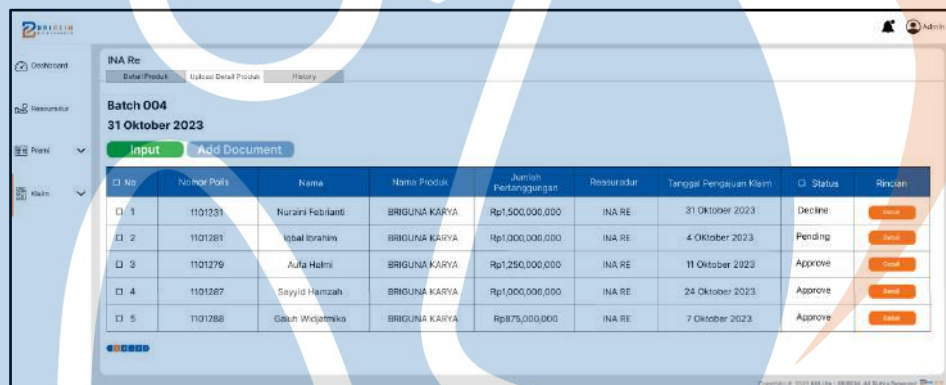 BRIREIN
Admin
Dashboard
INA Re
Detail Produk Upload Detail Produk History
Reasuradur
Batch 004
31 Oktober 2023
Premi
Input Add Document
Klaim
No Nomor Polis Nama Nama Produk Jumlah Pertanggungan Reasuradur Tanggal Pengajuan Klaim Status Rincian
1 1101231 Nuraini Febrianti BRIGUNA KARYA Rp1,500,000,000 INA RE 31 Oktober 2023 Decline Detail
2 1101281 Iqbal Ibrahim BRIGUNA KARYA Rp1,000,000,000 INA RE 4 OKtober 2023 Pending Detail
3 1101279 Aufa Helmi BRIGUNA KARYA Rp1,250,000,000 INA RE 11 Oktober 2023 Approve Detail
4 1101287 Sayyid Hamzah BRIGUNA KARYA Rp1,000,000,000 INA RE 24 Oktober 2023 Approve Detail
5 1101288 Galuh Widjatmiko BRIGUNA KARYA Rp875,000,000 INA RE 7 Oktober 2023 Approve Detail